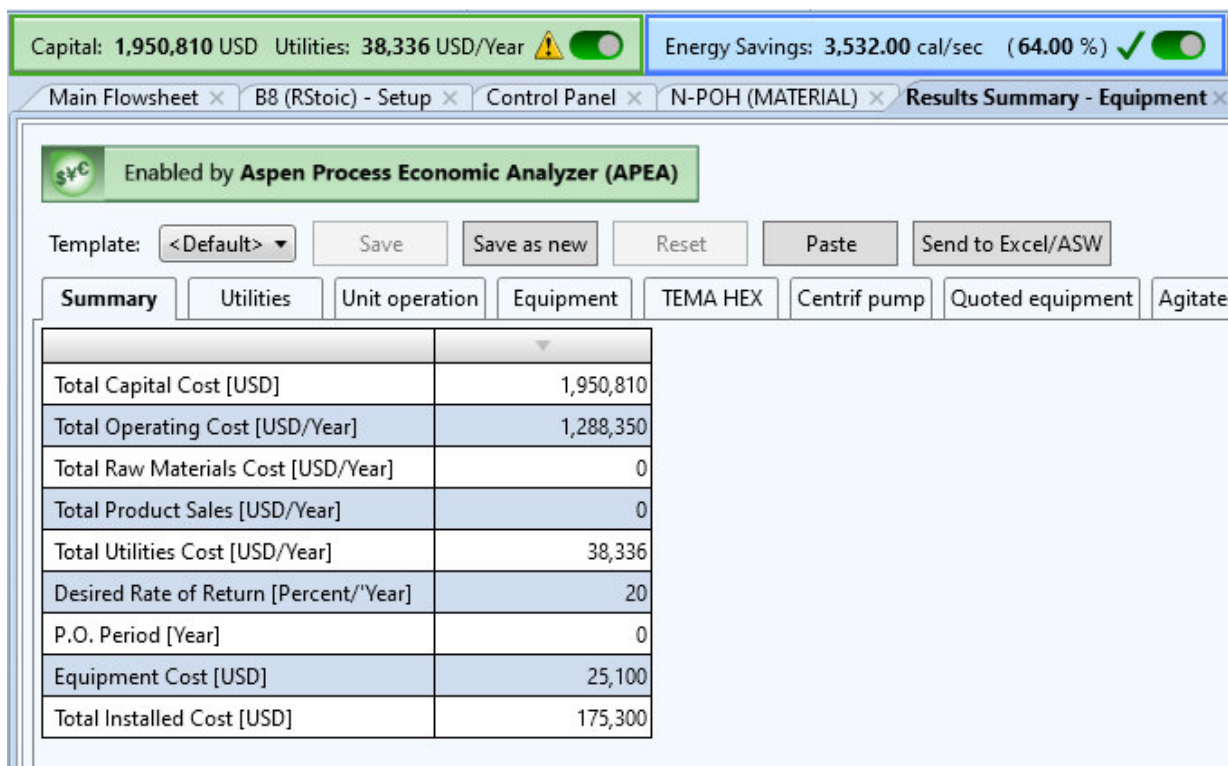 Capital: 1,950,810 USD Utilities: 38,336 USD/Year Energy Savings: 3,532.00 cal/sec (64.00 %)
Main Flowsheet B8 (RStoic) - Setup Control Panel N-POH (MATERIAL) Results Summary - Equipment
$¥€ Enabled by Aspen Process Economic Analyzer (APEA)
Template: <Default> Save Save as new Reset Paste Send to Excel/ASW
Summary Utilities Unit operation Equipment TEMA HEX Centrif pump Quoted equipment Agitate
Total Capital Cost [USD] 1,950,810
Total Operating Cost [USD/Year] 1,288,350
Total Raw Materials Cost [USD/Year] 0
Total Product Sales [USD/Year] 0
Total Utilities Cost [USD/Year] 38,336
Desired Rate of Return [Percent/'Year] 20
P.O. Period [Year] 0
Equipment Cost [USD] 25,100
Total Installed Cost [USD] 175,300